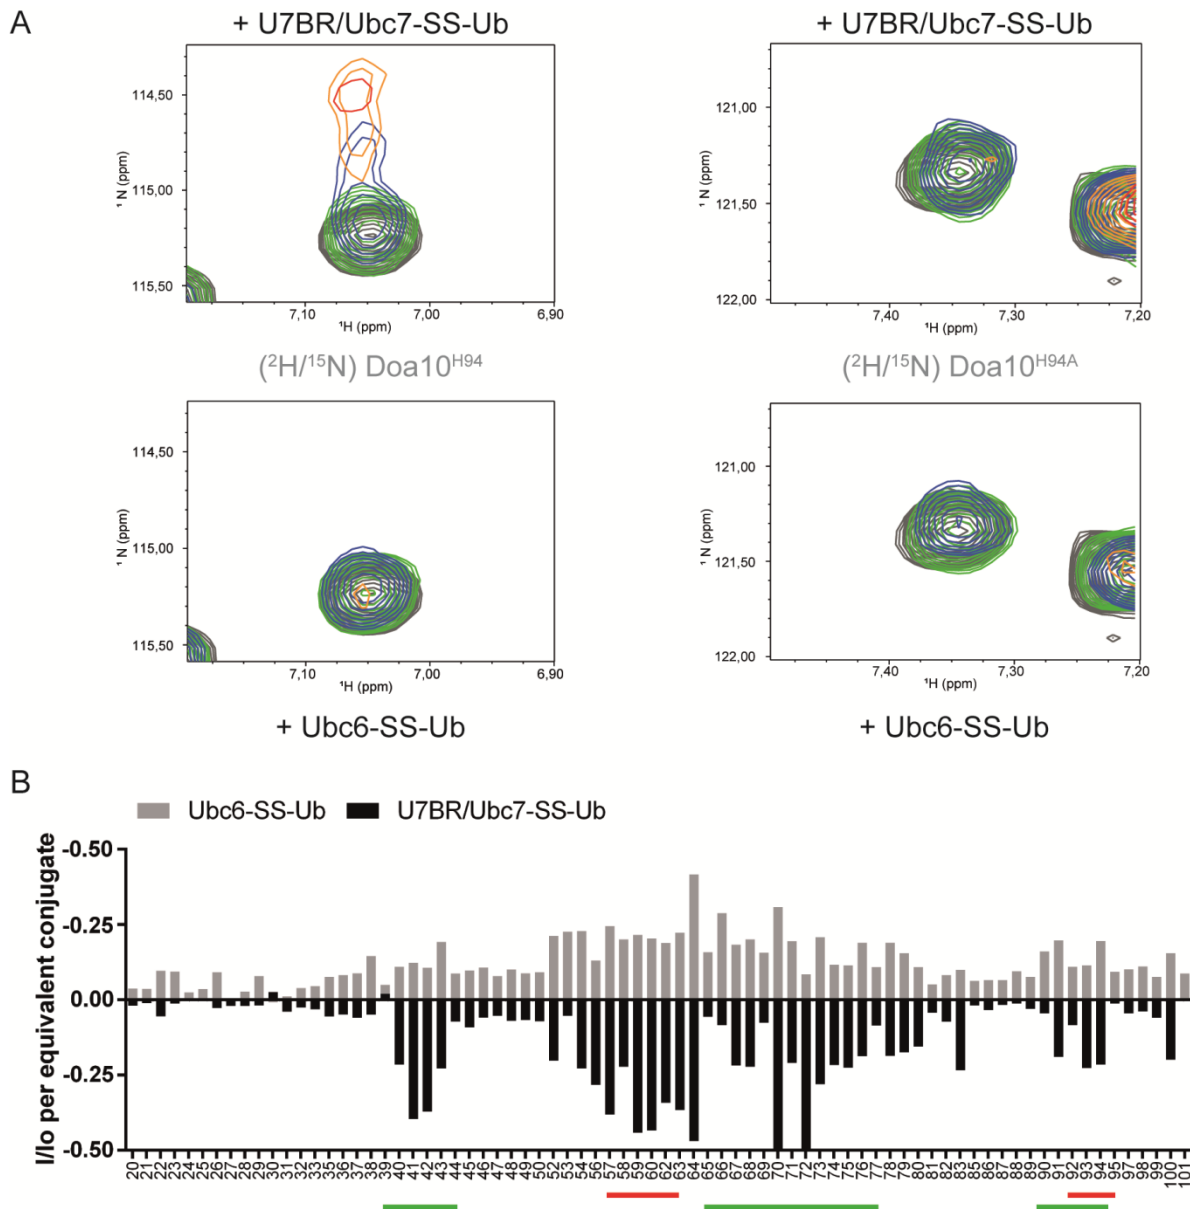 A
+ U7BR/Ubc7-SS-Ub
+ U7BR/Ubc7-SS-Ub
¹ N (ppm)
114,50
115,00
115,50
7,10 7,00 6,90
¹H (ppm)
¹ N (ppm)
121,00
121,50
122,00
7,40 7,30 7,20
¹H (ppm)
(²H/¹⁵N) Doa10ᴴ⁹⁴
(²H/¹⁵N) Doa10ᴴ⁹⁴ᴬ
¹ N (ppm)
114,50
115,00
115,50
7,10 7,00 6,90
¹H (ppm)
¹ N (ppm)
121,00
121,50
122,00
7,40 7,30 7,20
¹H (ppm)
+ Ubc6-SS-Ub
+ Ubc6-SS-Ub
B
Ubc6-SS-Ub U7BR/Ubc7-SS-Ub
I/Io per equivalent conjugate
-0.50
-0.25
0.00
-0.25
-0.50
20 21 22 23 24 25 26 27 28 29 30 31 32 33 35 36 37 38 39 40 41 42 43 44 45 46 47 48 49 50 52 53 54 56 57 58 59 60 62 63 64 65 66 67 68 69 70 71 72 73 74 75 76 77 78 79 80 81 82 83 85 86 87 88 89 90 91 92 93 94 95 97 98 99 100 101